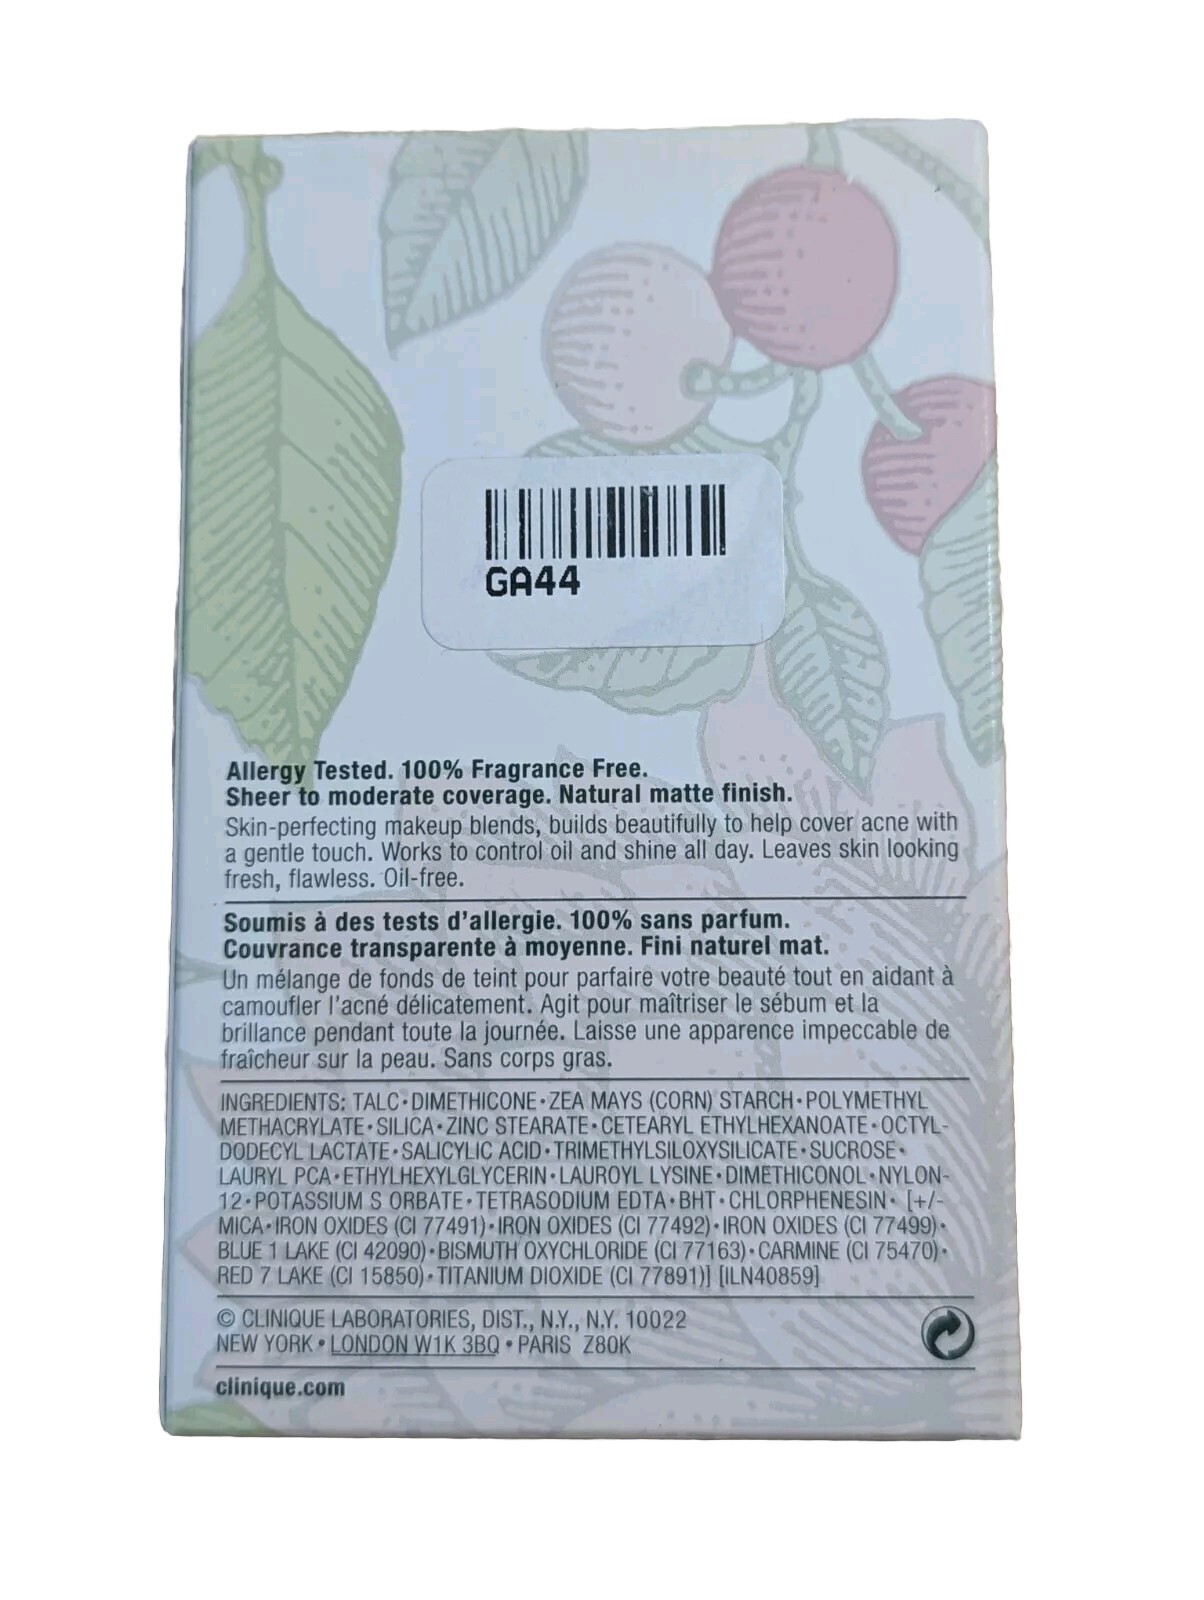 GA44
Allergy Tested. 100% Fragrance Free.
Sheer to moderate coverage. Natural matte finish.
Skin-perfecting makeup blends, builds beautifully to help cover acne with
a gentle touch. Works to control oil and shine all day. Leaves skin looking
fresh, flawless. Oil-free.
Soumis à des tests d'allergie. 100% sans parfum.
Couvrance transparente à moyenne. Fini naturel mat.
Un mélange de fonds de teint pour parfaire votre beauté tout en aidant à
camoufler l'acné délicatement. Agit pour maîtriser le sébum et la
brillance pendant toute la journée. Laisse une apparence impeccable de
fraîcheur sur la peau. Sans corps gras.
INGREDIENTS: TALC•DIMETHICONE•ZEA MAYS (CORN) STARCH•POLYMETHYL
METHACRYLATE•SILICA•ZINC STEARATE•CETEARYL ETHYLHEXANOATE•OCTYL-
DODECYL LACTATE•SALICYLIC ACID•TRIMETHYLSILOXYSILICATE•SUCROSE•
LAURYL PCA•ETHYLHEXYLGLYCERIN•LAUROYL LYSINE•DIMETHICONOL•NYLON-
12•POTASSIUM S ORBATE•TETRASODIUM EDTA•BHT•CHLORPHENESIN• [+/-
MICA•IRON OXIDES (CI 77491)•IRON OXIDES (CI 77492)•IRON OXIDES (CI 77499)•
BLUE 1 LAKE (CI 42090)•BISMUTH OXYCHLORIDE (CI 77163)•CARMINE (CI 75470)•
RED 7 LAKE (CI 15850)•TITANIUM DIOXIDE (CI 77891)] [ILN40859]
© CLINIQUE LABORATORIES, DIST., N.Y., N.Y. 10022
NEW YORK • LONDON W1K 3BQ • PARIS Z80K
clinique.com